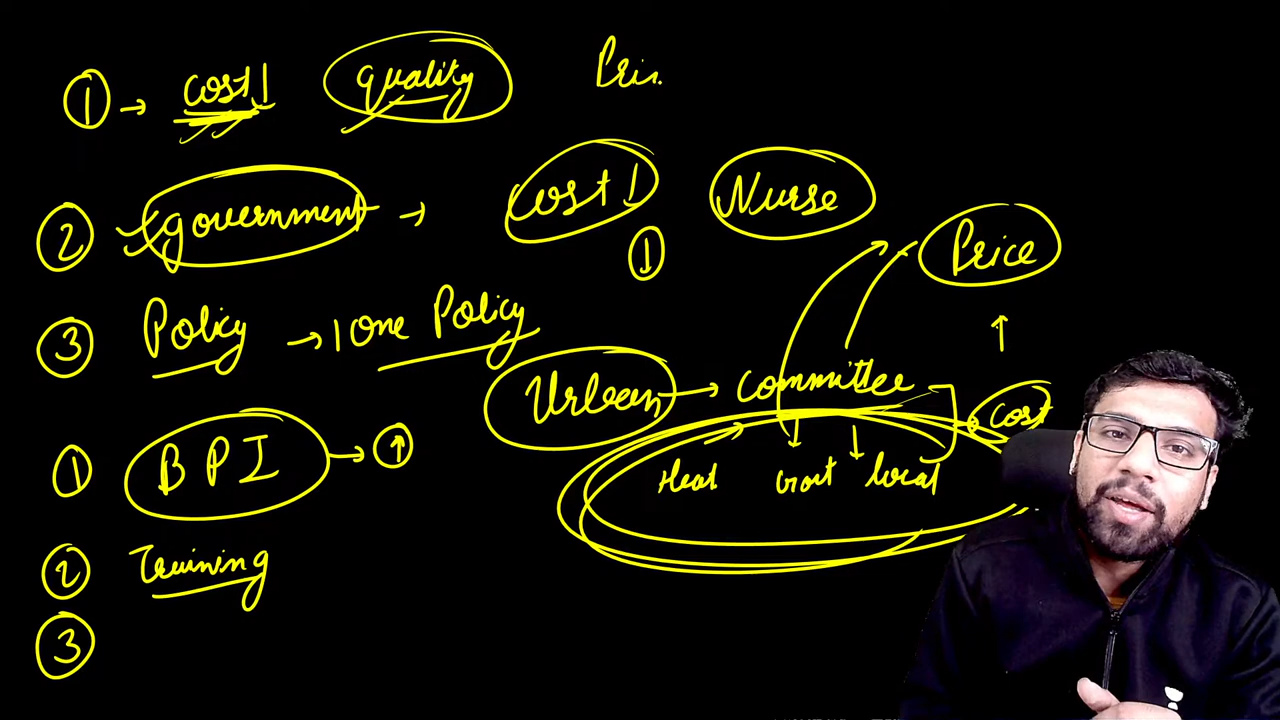 ① → cost↓ quality Pri
② government → cost↓ Nurse
① Price
③ Policy → 1 One Policy
Urban → committee cost
① BPI → ↑
Heat Govt local
② Training
③